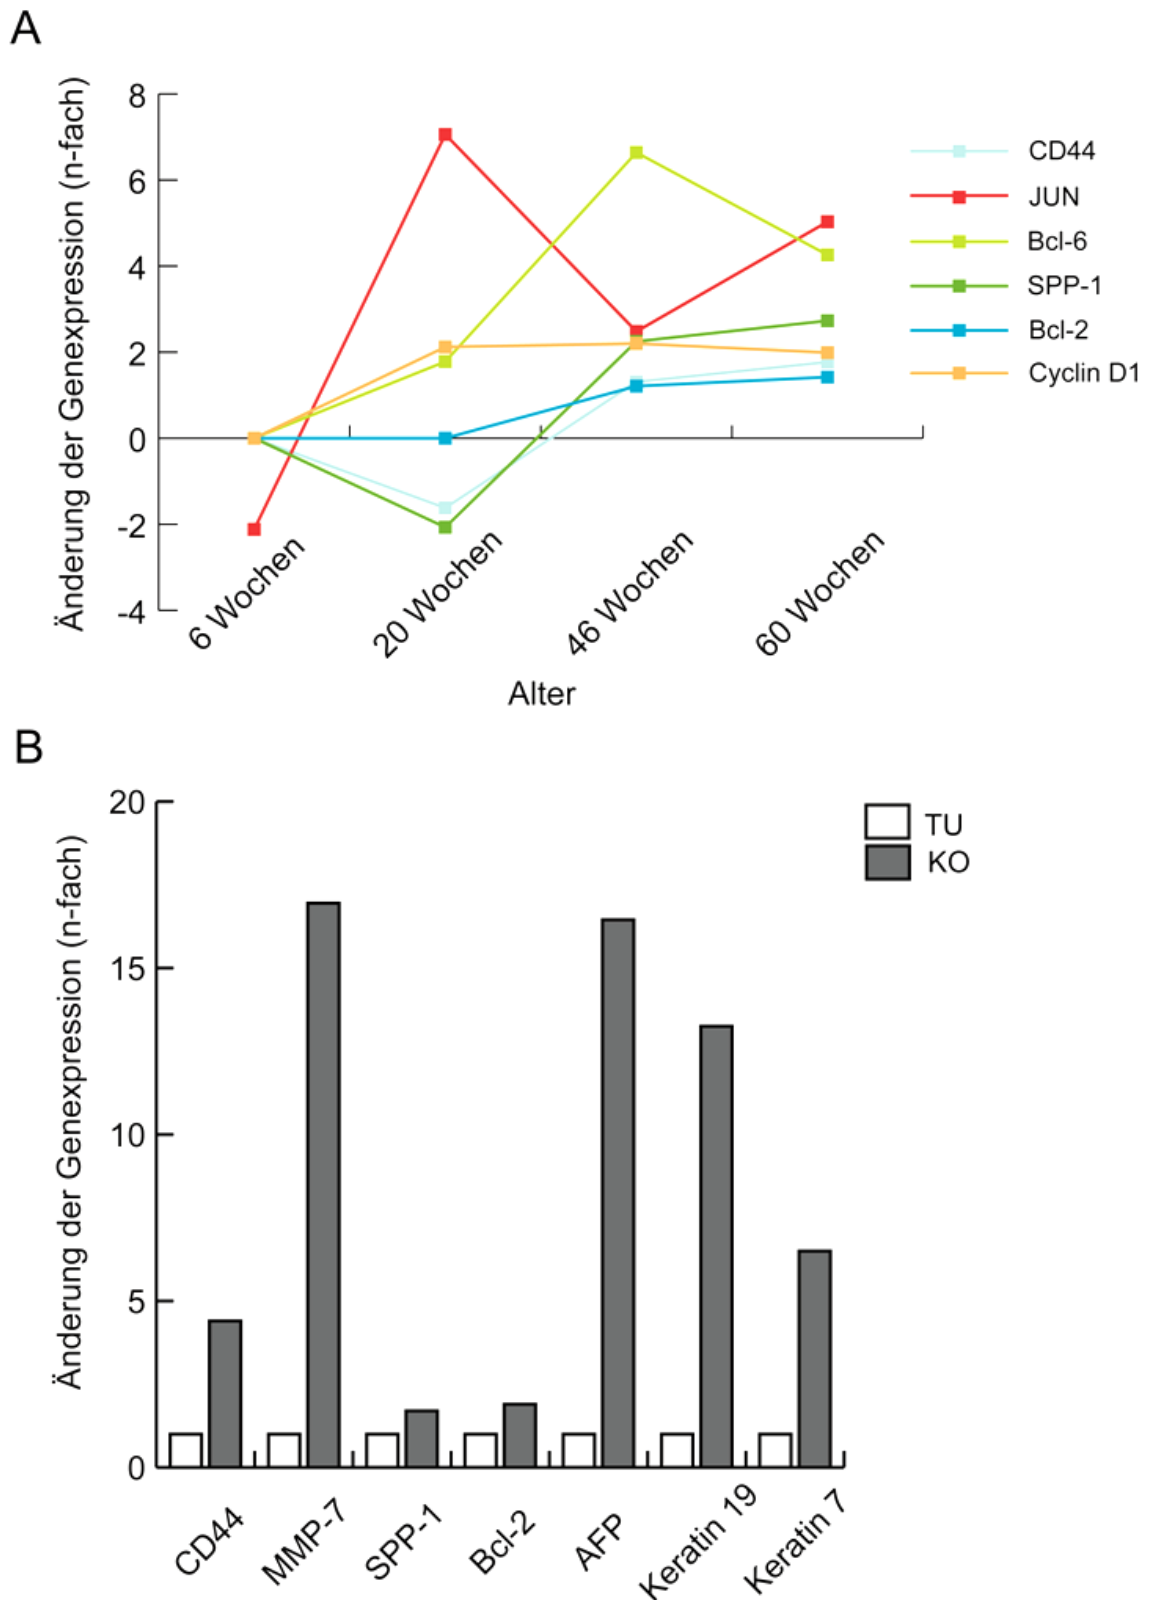 A
Änderung der Genexpression (n-fach)
8
6
4
2
0
-2
-4
6 Wochen
20 Wochen
46 Wochen
60 Wochen
Alter
CD44
JUN
Bcl-6
SPP-1
Bcl-2
Cyclin D1
B
Änderung der Genexpression (n-fach)
20
15
10
5
0
CD44
MMP-7
SPP-1
Bcl-2
AFP
Keratin 19
Keratin 7
TU
KO